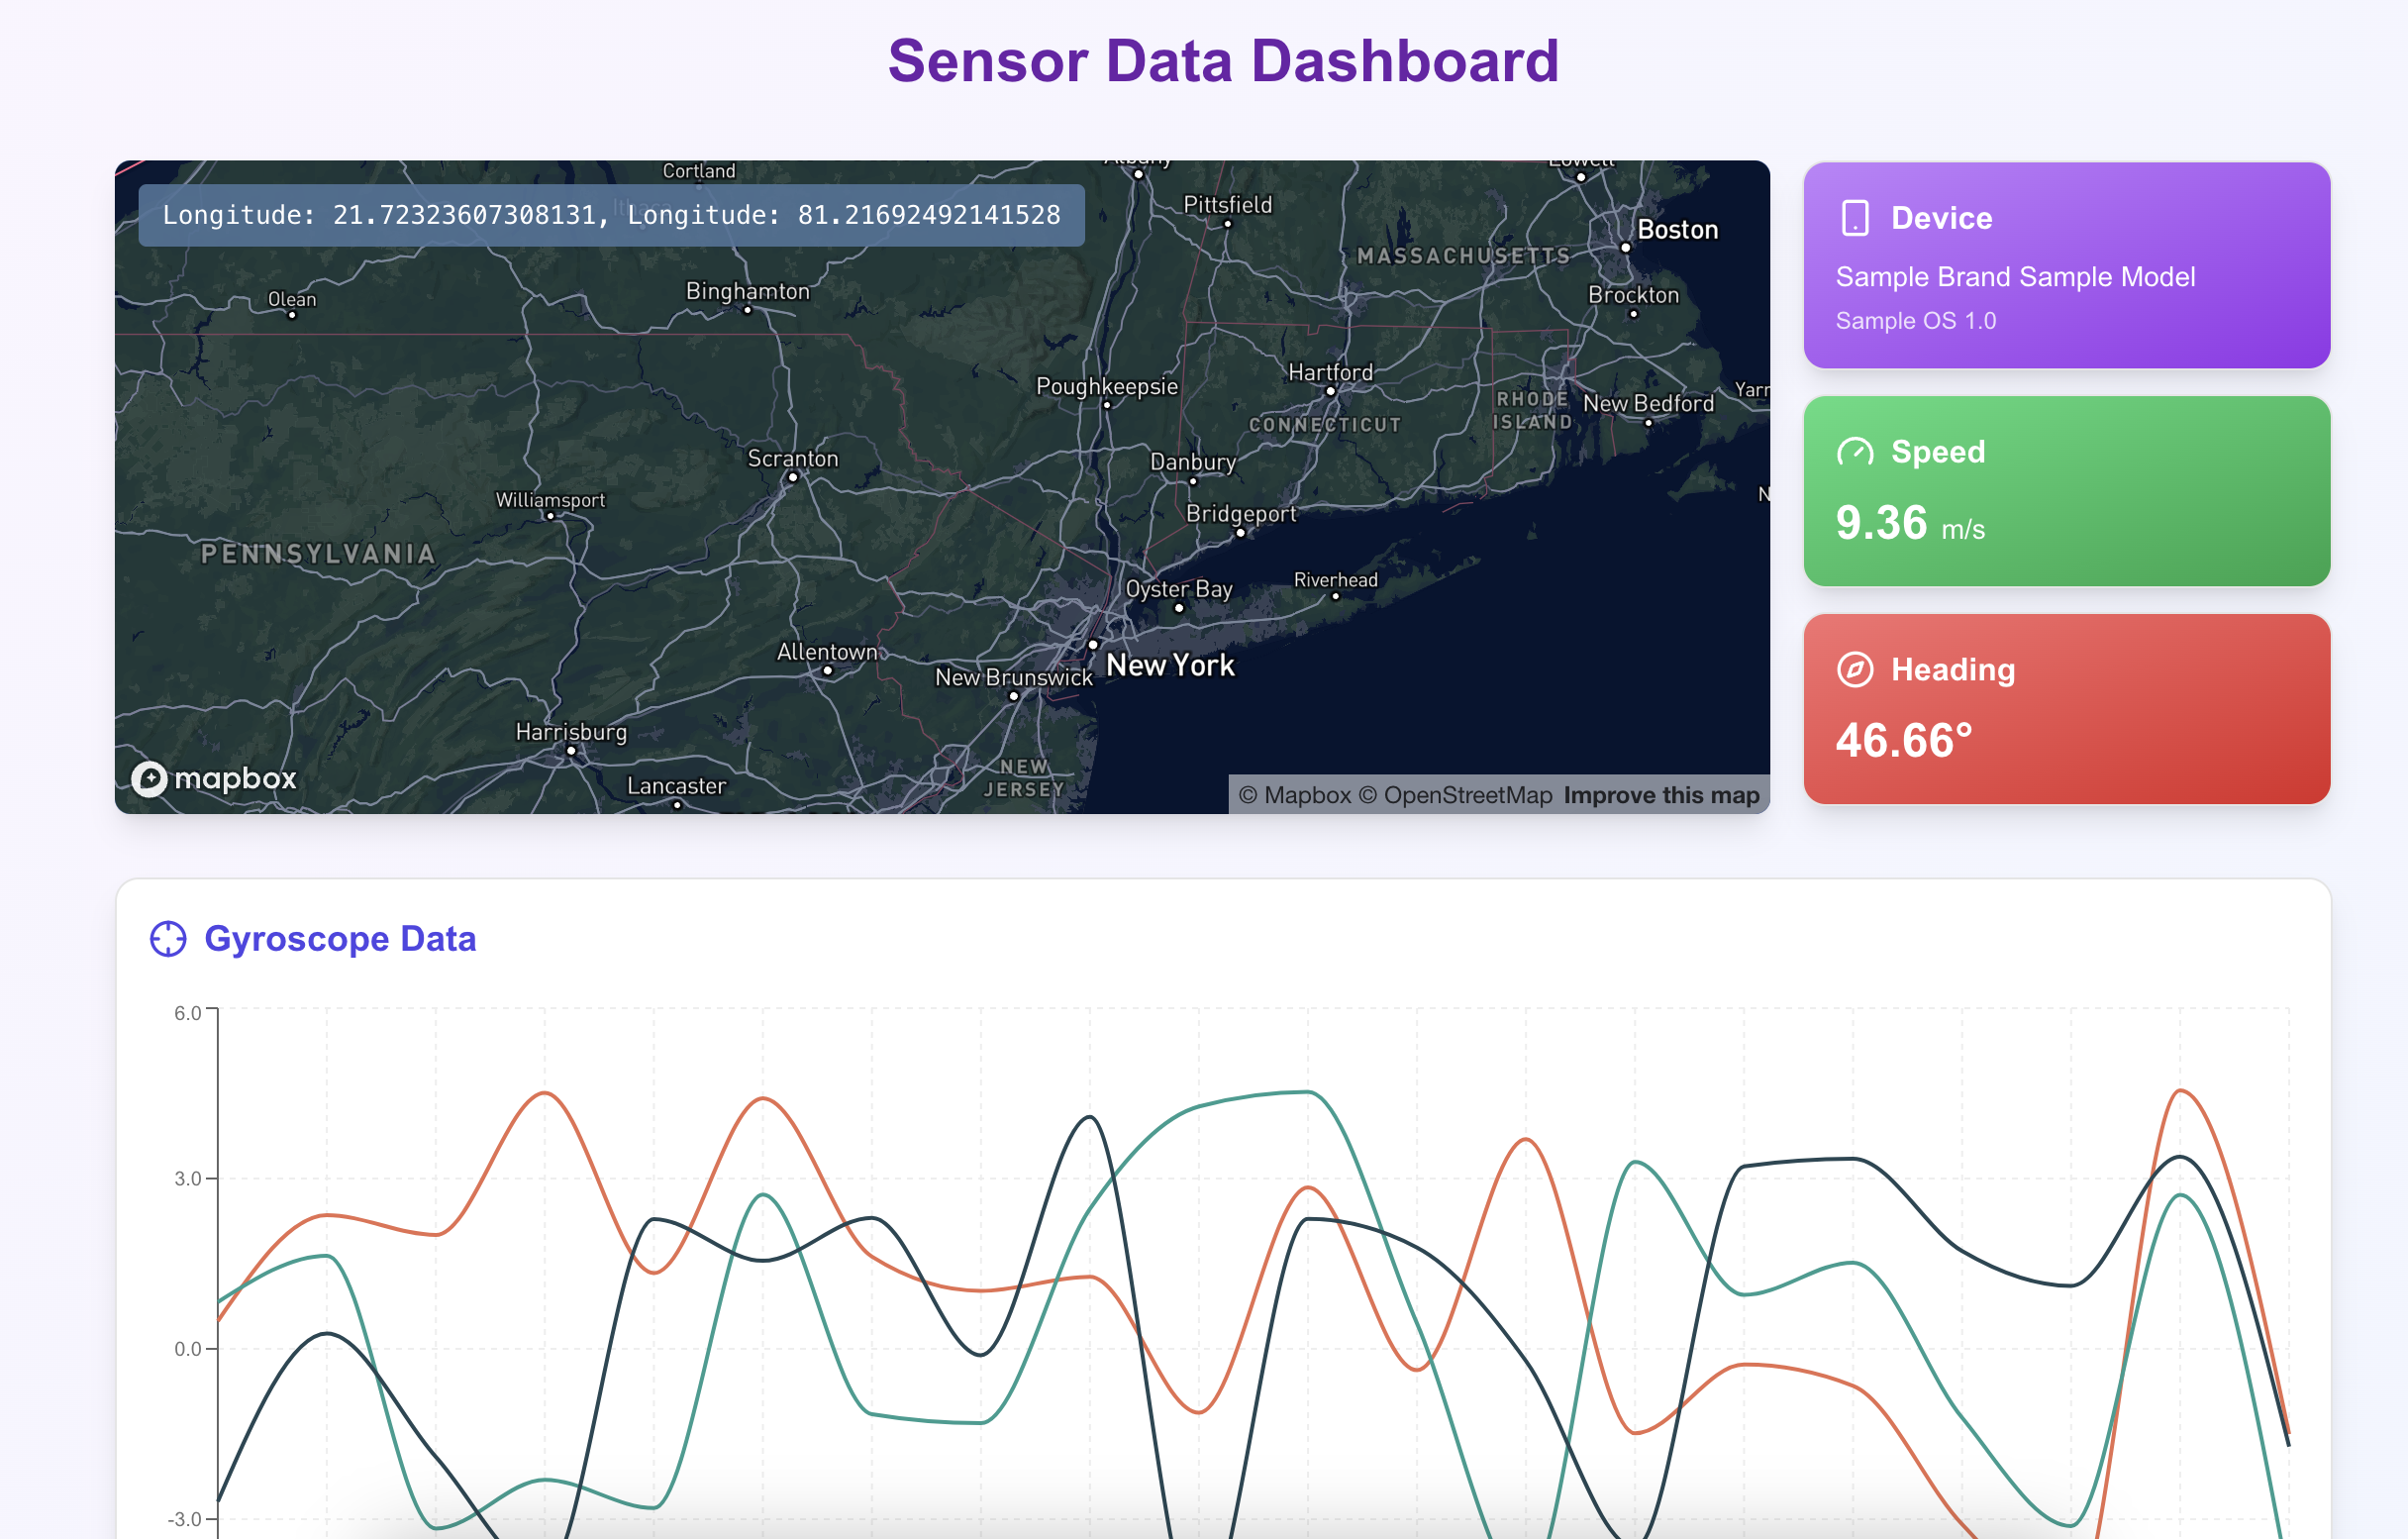 Sensor Data Dashboard
Longitude: 21.72323607308131, Longitude: 81.21692492141528
Cortland
Albany
Lowell
Ithaca
Pittsfield
Boston
MASSACHUSETTS
Olean
Binghamton
Brockton
Poughkeepsie
Hartford
CONNECTICUT
RHODE
ISLAND
New Bedford
Yarr
Scranton
Danbury
Williamsport
Bridgeport
N
PENNSYLVANIA
Oyster Bay
Riverhead
Allentown
New Brunswick
New York
Harrisburg
Lancaster
NEW
JERSEY
mapbox
© Mapbox © OpenStreetMap Improve this map
Device
Sample Brand Sample Model
Sample OS 1.0
Speed
9.36 m/s
Heading
46.66°
Gyroscope Data
6.0
3.0
0.0
-3.0